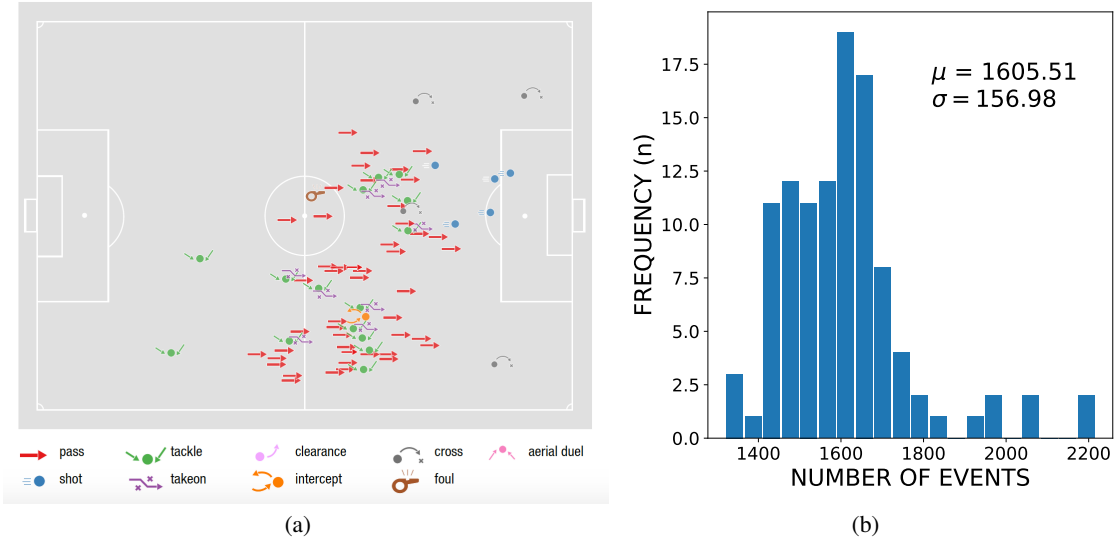 pass
tackle
clearance
cross
aerial duel
shot
takeon
intercept
foul
(a)
μ = 1605.51
σ = 156.98
FREQUENCY (n)
17.5
15.0
12.5
10.0
7.5
5.0
2.5
0.0
1400 1600 1800 2000 2200
NUMBER OF EVENTS
(b)